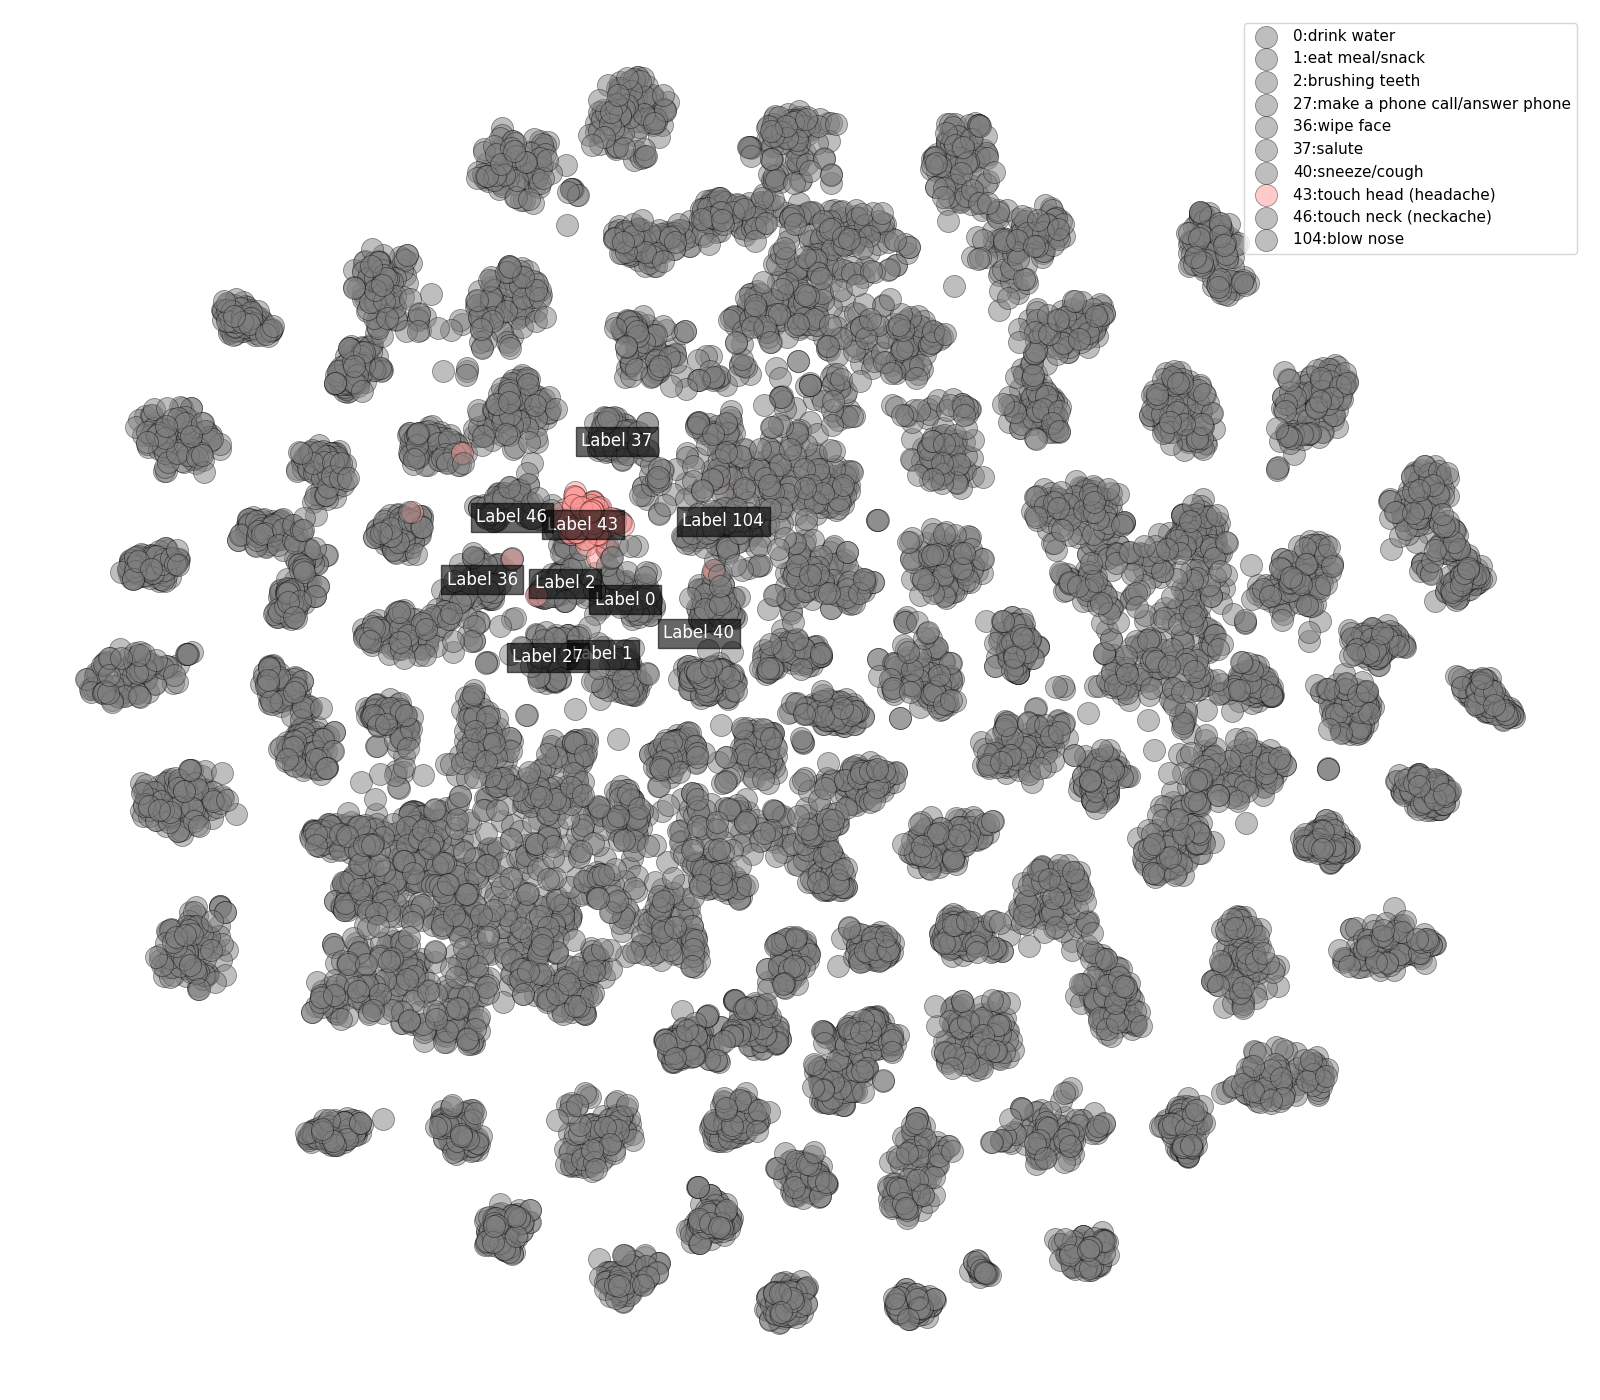 0:drink water
1:eat meal/snack
2:brushing teeth
27:make a phone call/answer phone
36:wipe face
37:salute
40:sneeze/cough
43:touch head (headache)
46:touch neck (neckache)
104:blow nose
Label 37
Label 46
Label 43
Label 104
Label 36
Label 2
Label 0
Label 40
Label 27
Label 1